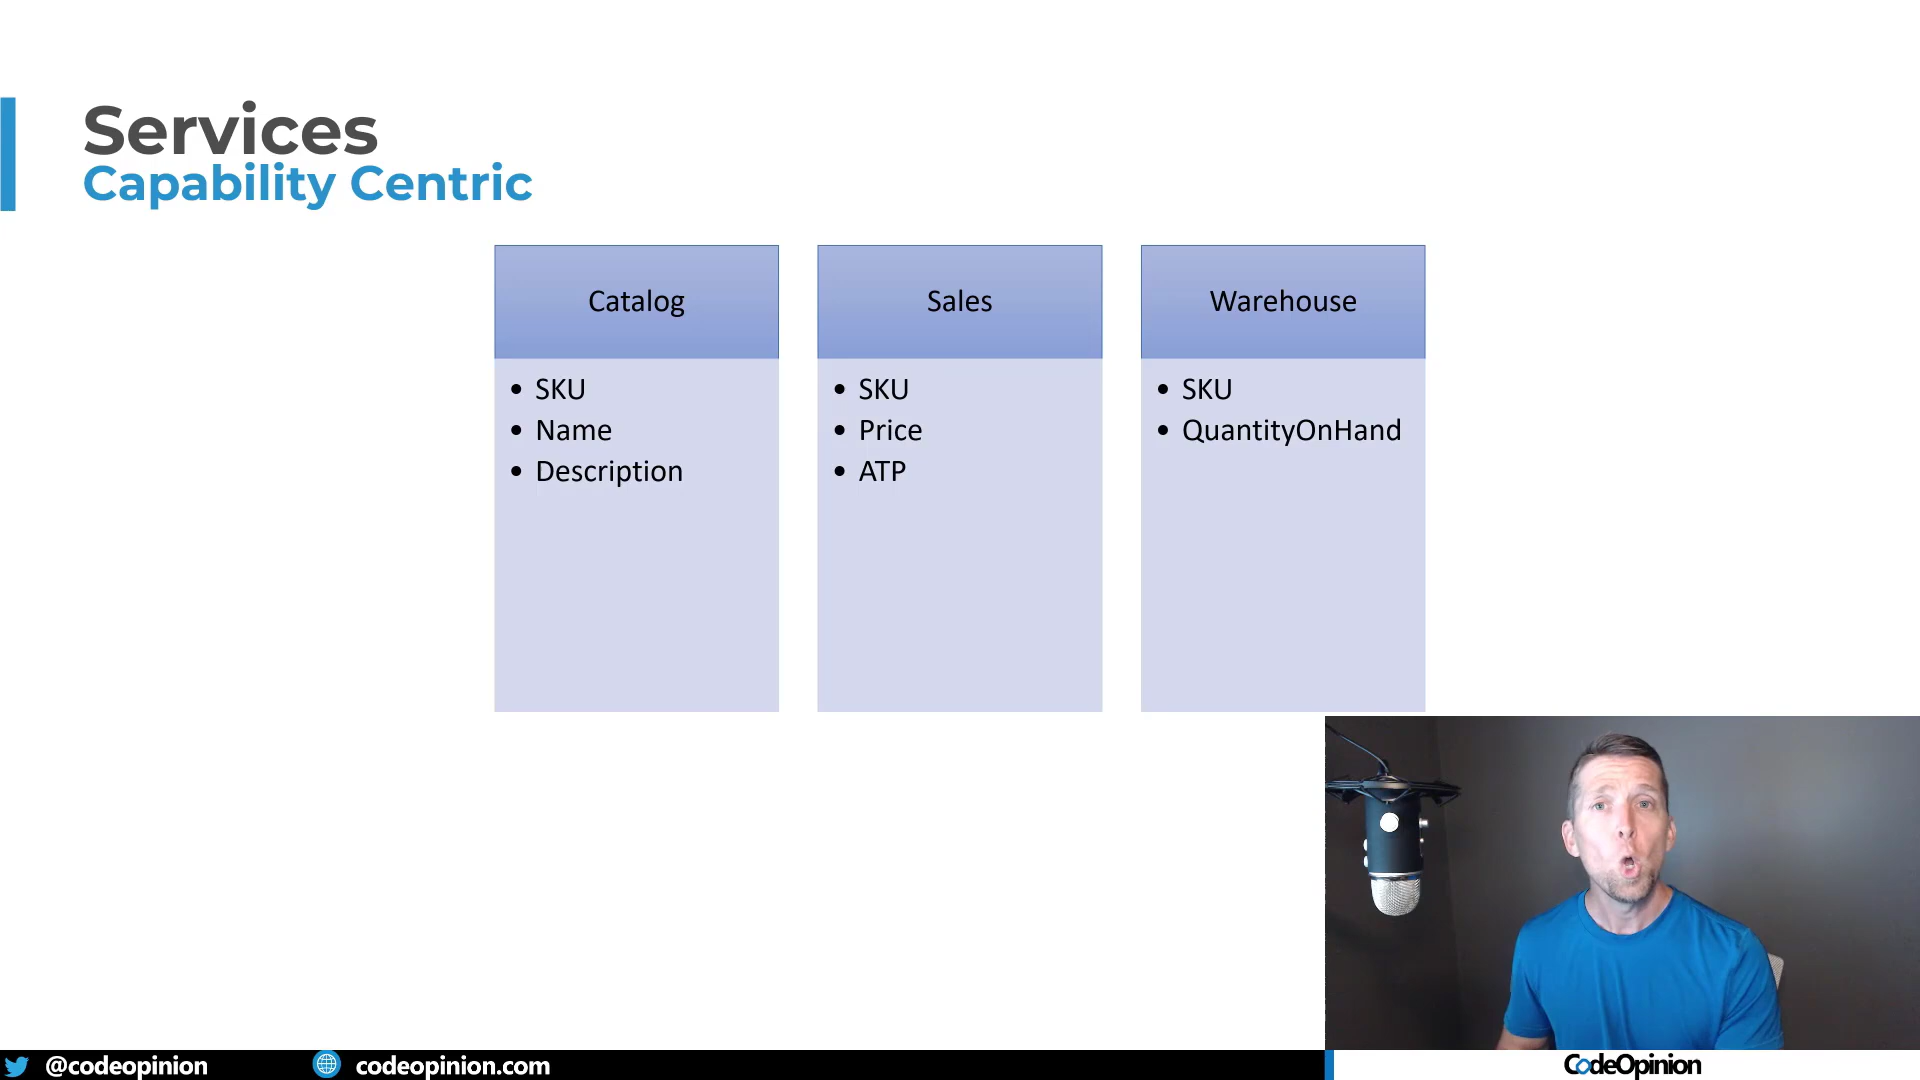 Services
Capability Centric
Catalog
• SKU
• Name
• Description
Sales
• SKU
• Price
• ATP
Warehouse
• SKU
• QuantityOnHand
@codeopinion
codeopinion.com
CodeOpinion